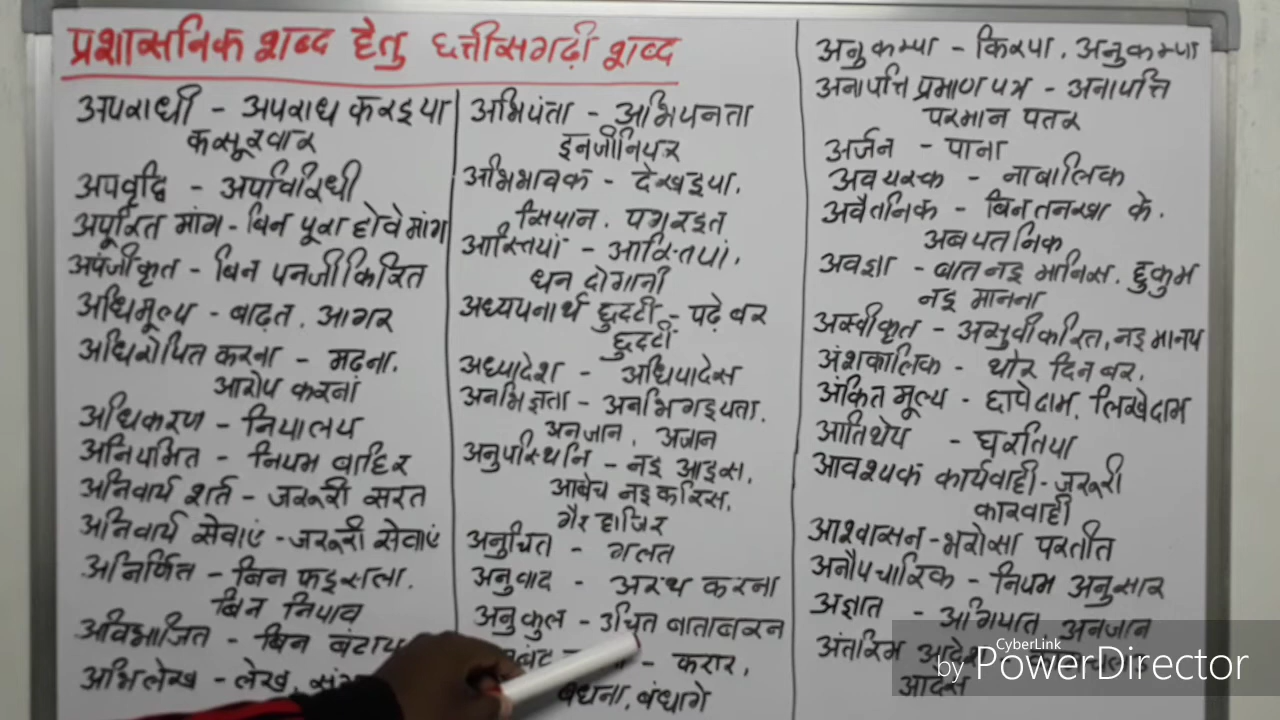 प्रशासनिक शब्द हेतु छत्तीसगढ़ी शब्द
अपराधी - अपराध करइया
कसूरवार
अपवृद्धि -
अपूरित मांग - बिन पूरा होवे मांग
अपंजीकृत - बिन पनजीकिरित
अधिमूल्य - बाढ़त. आगर
अधिरोपित करना - मढ़ना.
आरोप करनां
अधिकरण - नियालय
अनियमित - नियम बाहिर
अनिवार्य शर्त - जरूरी सरत
अनिवार्य सेवाएं - जरूरी सेवाएं
अनिर्णित - बिन फइसला.
बिन नियाव
अविभाजित - बिन बंटाय
अभिलेख - लेख,
अभियंता - अभियनता
इनजीनियर
अभिभावक - देखइया.
सियान. पगरइत
आस्तियां - आस्तियां.
धन दोगानी
अध्ययनार्थ छुट्टी - पढ़े बर
छुट्टी
अध्यादेश - अधियादेस
अनभिज्ञता - अनभिगइयता.
अनजान, अजान
अनुपस्थिति - नइ आइस.
आबेच नइ करिस.
गैर हाजिर
अनुचित - गलत
अनुवाद - अरथ करना
अनुकुल - उचित बाताबरन
- करार,
बंधना, बंधागे
अनुकम्पा - किरपा. अनुकम्पा
अनापत्ति प्रमाण पत्र - अनापत्ति
परमान पतर
अर्जन - पाना
अवयस्क - नाबालिक
अवैतनिक - बिन तनखा के.
अबयतनिक
अवज्ञा - बात नइ मानिस. हुकुम
नइ मानना
अस्वीकृत - असुवीकरित, नइ मानय
अंशकालिक - थोर दिन बर.
अंकित मूल्य - छापेदाम. लिखेदाम
आतिथेय - घरतिया
आवश्यक कार्यवाही - जरूरी
कारवाही
आश्वासन - भरोसा परतीत
अनौपचारिक - नियम अनुसार
अज्ञात - अगियात अनजान
अंतरिम
आदेस
CyberLink
by PowerDirector